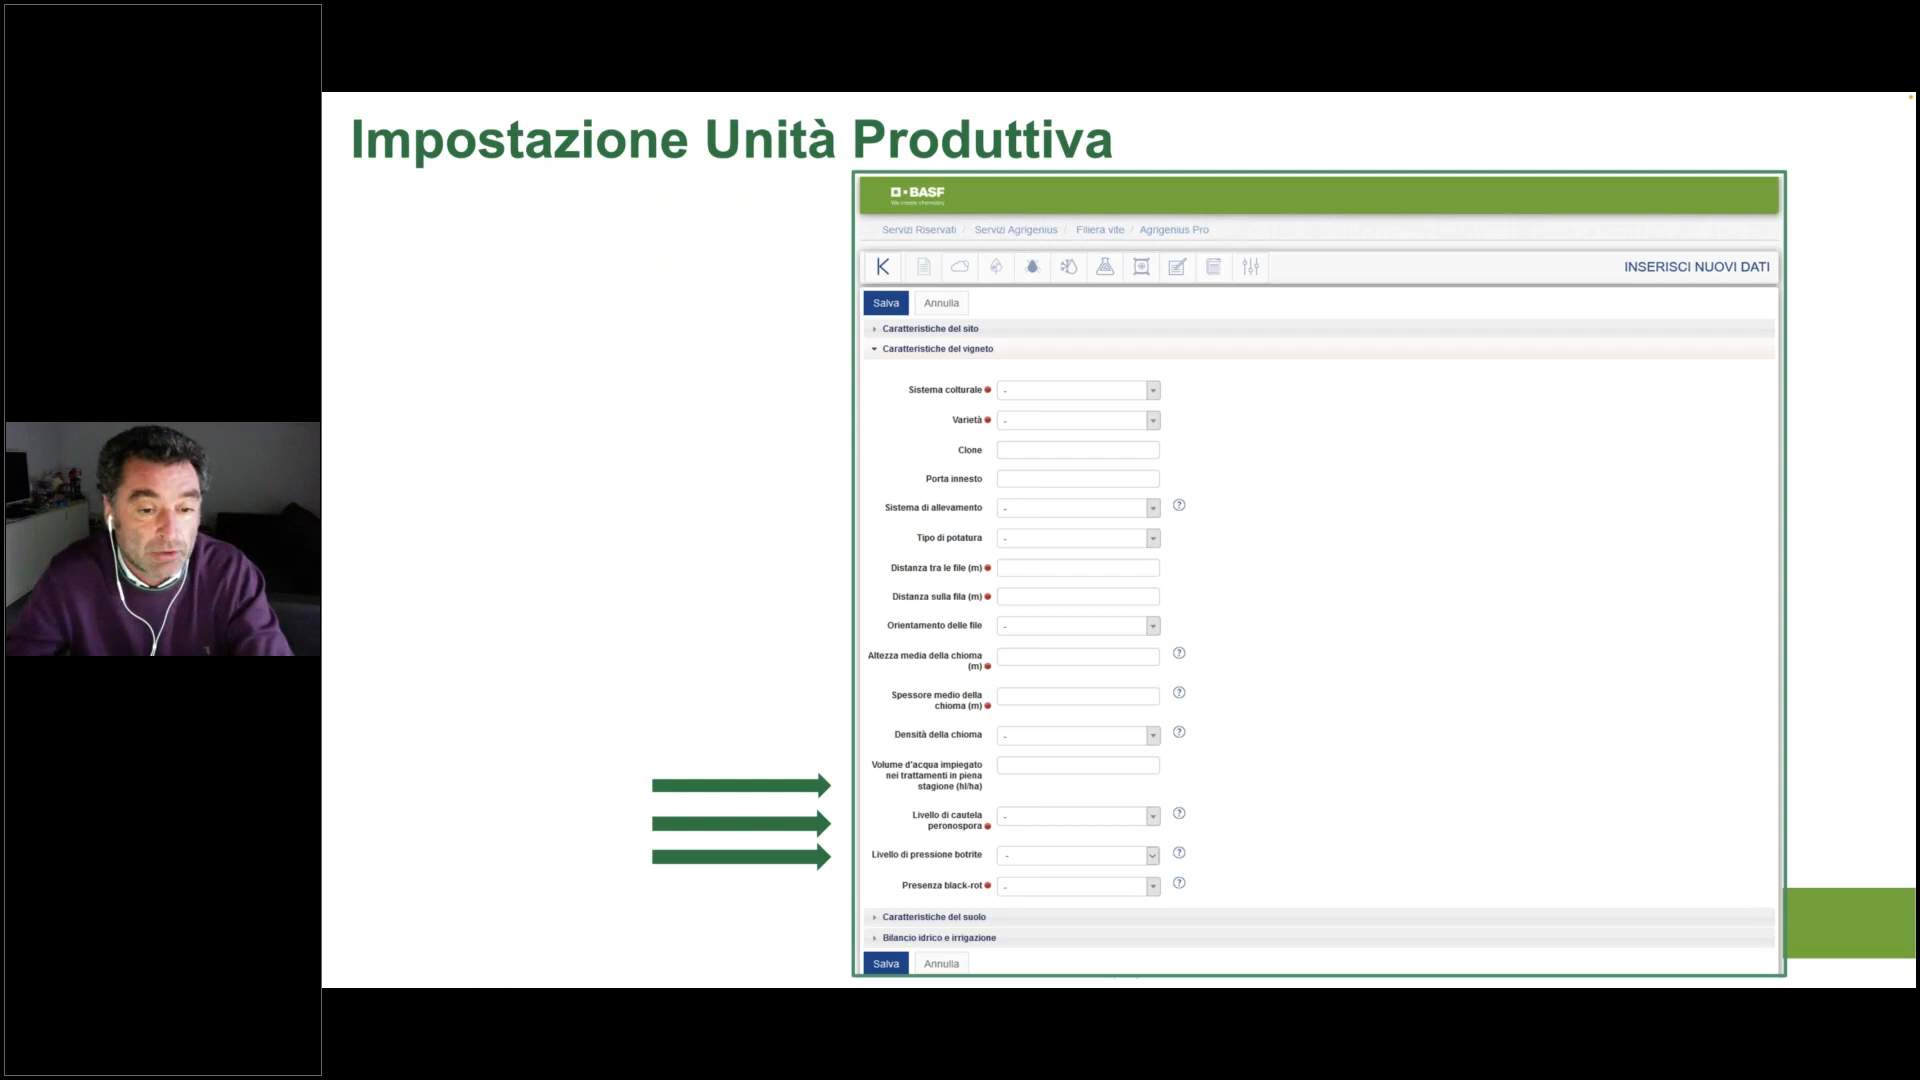 Impostazione Unità Produttiva
BASF
We create chemistry
Servizi Riservati / Servizi Agrigenius / Filiera vite / Agrigenius Pro
INSERISCI NUOVI DATI
Salva Annulla
Caratteristiche del sito
Caratteristiche del vigneto
Sistema colturale -
Varietà -
Clone
Porta innesto
Sistema di allevamento - ?
Tipo di potatura -
Distanza tra le file (m)
Distanza sulla fila (m)
Orientamento delle file -
Altezza media della chioma ?
(m)
Spessore medio della ?
chioma (m)
Densità della chioma - ?
Volume d'acqua impiegato
nei trattamenti in piena
stagione (hl/ha)
Livello di cautela - ?
peronospora
Livello di pressione botrite - ?
Presenza black-rot - ?
Caratteristiche del suolo
Bilancio idrico e irrigazione
Salva Annulla